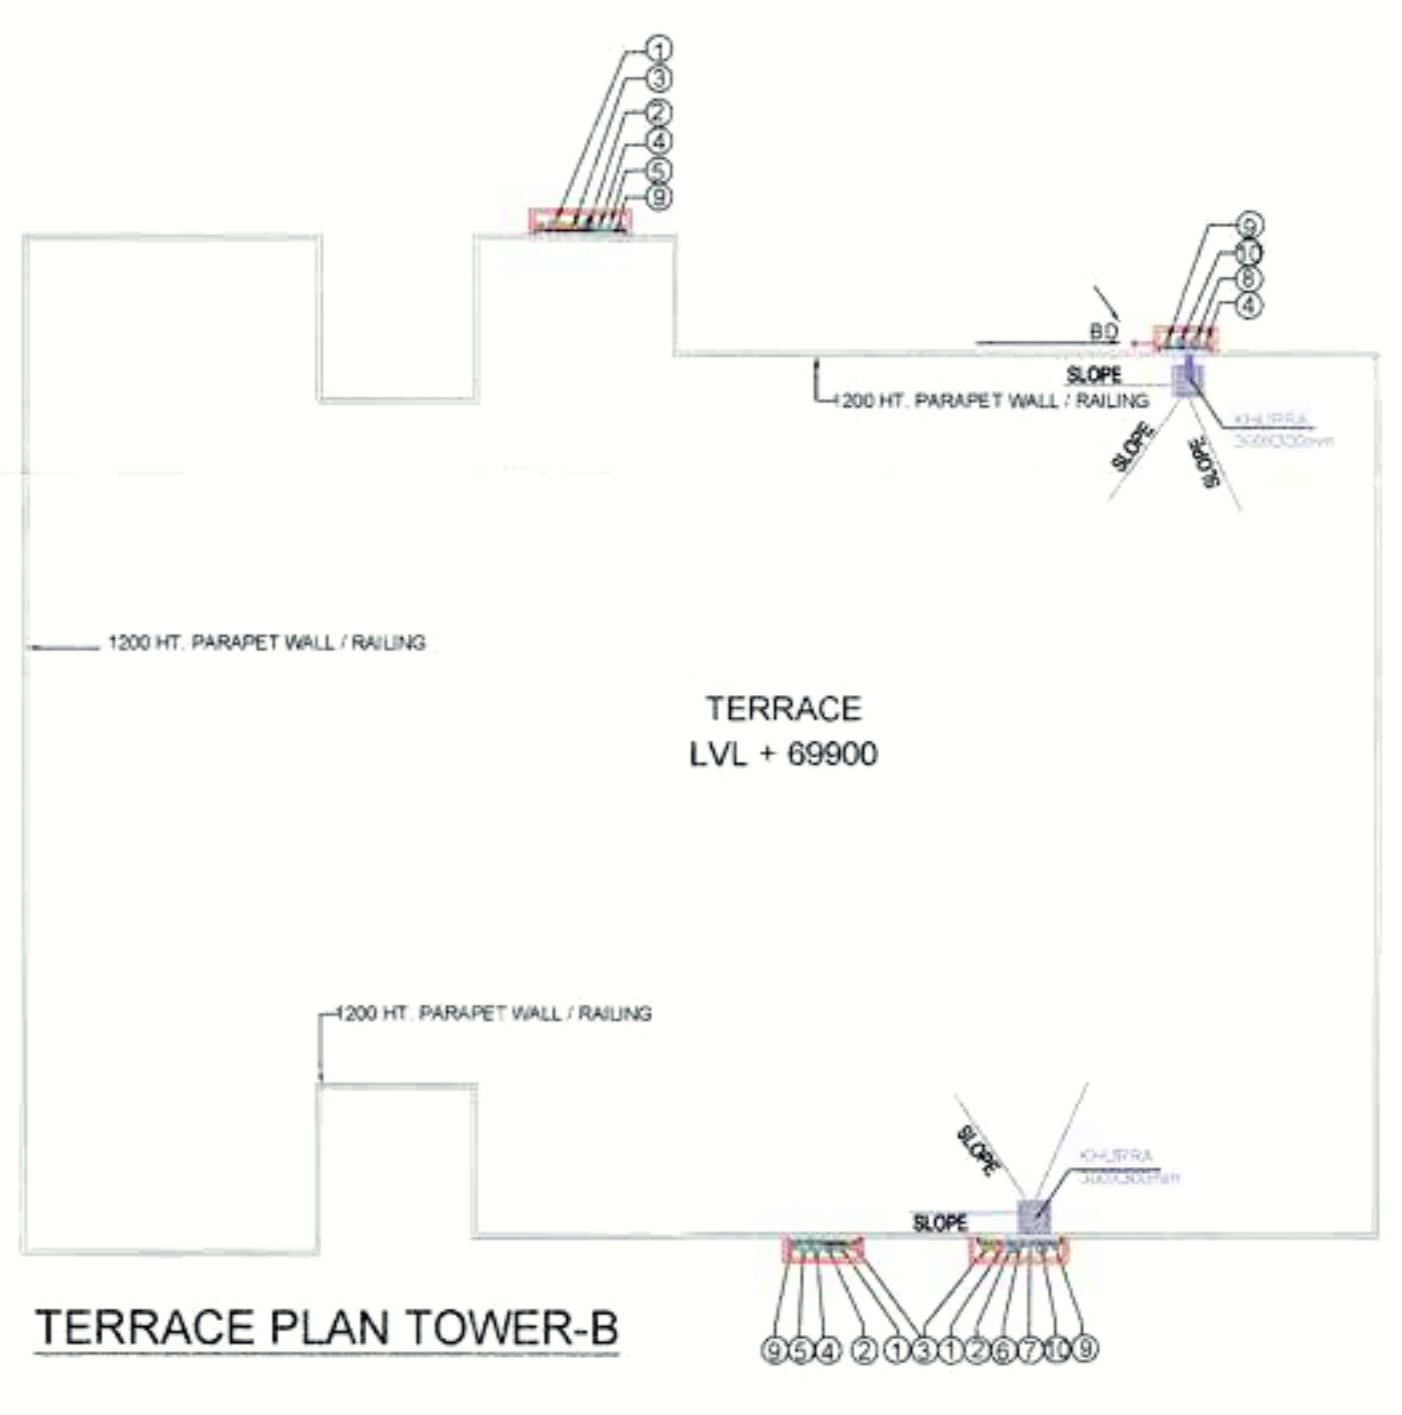 1
3
2
4
5
9
9
10
8
4
BD
SLOPE
1200 HT. PARAPET WALL / RAILING
KHURRA
SLOPE
SLOPE
1200 HT. PARAPET WALL / RAILING
TERRACE
LVL + 69900
1200 HT. PARAPET WALL / RAILING
SLOPE
KHURRA
300X300mm
SLOPE
9 5 4 2 1 3 1 2 6 7 10 9
TERRACE PLAN TOWER-B